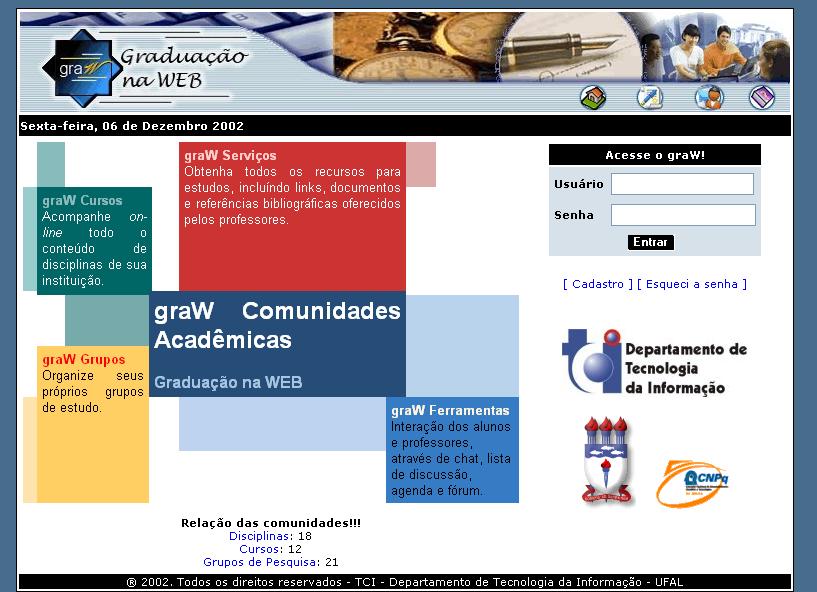 graW
Graduação
na WEB
Sexta-feira, 06 de Dezembro 2002
graW Cursos
Acompanhe on-
line todo o
conteúdo de
disciplinas de sua
instituição.
graW Serviços
Obtenha todos os recursos para
estudos, incluíndo links, documentos
e referências bibliográficas oferecidos
pelos professores.
graW Comunidades
Acadêmicas
Graduação na WEB
graW Grupos
Organize seus
próprios grupos
de estudo.
graW Ferramentas
Interação dos alunos
e professores,
através de chat, lista
de discussão,
agenda e fórum.
Relação das comunidades!!!
Disciplinas: 18
Cursos: 12
Grupos de Pesquisa: 21
Acesse o graW!
Usuário
Senha
Entrar
[ Cadastro ] [ Esqueci a senha ]
tci
Departamento de
Tecnologia
da Informação
CNPq
® 2002. Todos os direitos reservados - TCI - Departamento de Tecnologia da Informação - UFAL